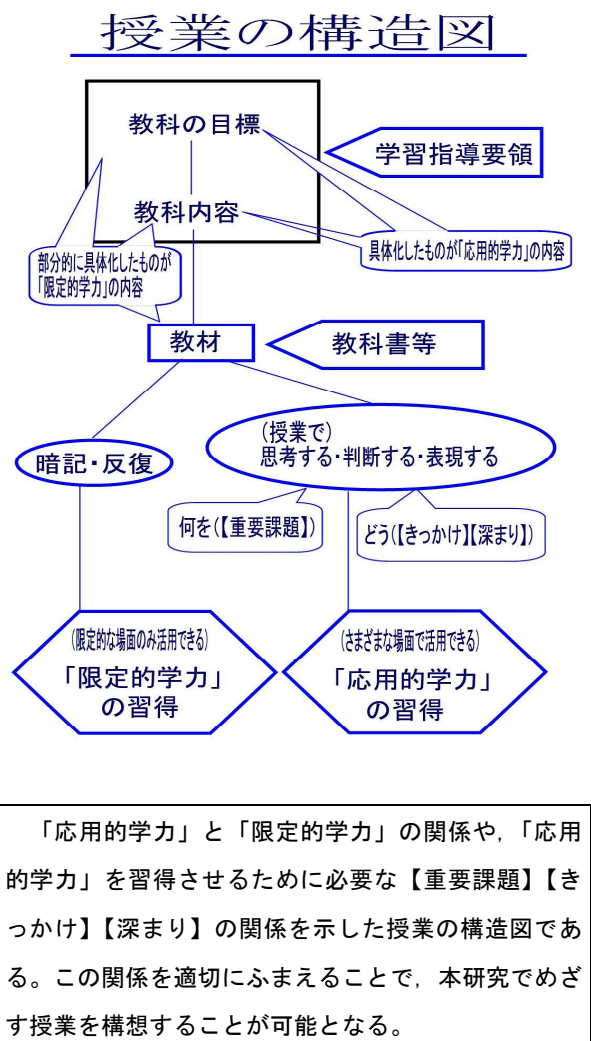 授業の構造図
教科の目標
学習指導要領
教科内容
具体化したものが「応用的学力」の内容
部分的に具体化したものが
「限定的学力」の内容
教材
教科書等
暗記・反復
(授業で)
思考する・判断する・表現する
何を(【重要課題】)
どう(【きっかけ】【深まり】)
(限定的な場面のみ活用できる)
「限定的学力」
の習得
(さまざまな場面で活用できる)
「応用的学力」
の習得
「応用的学力」と「限定的学力」の関係や,「応用
的学力」を習得させるために必要な【重要課題】【き
っかけ】【深まり】の関係を示した授業の構造図であ
る。この関係を適切にふまえることで, 本研究でめざ
す授業を構想することが可能となる。